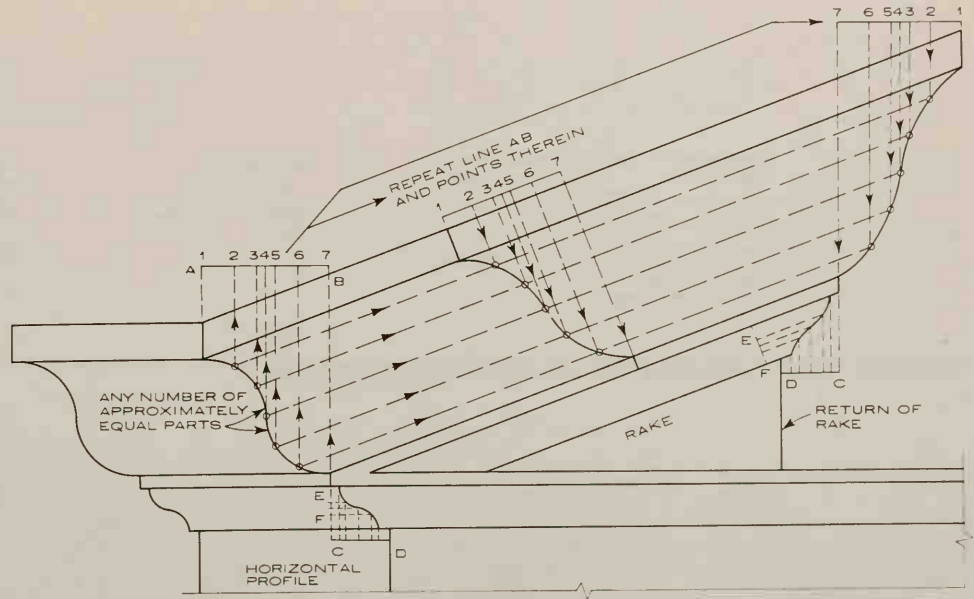 7 6 5 4 3 2 1
REPEAT LINE AB
AND POINTS THEREIN
1 2 3 4 5 6 7
1 2 3 4 5 6 7
A
B
ANY NUMBER OF
APPROXIMATELY
EQUAL PARTS
E
F
D
C
RAKE
RETURN OF
RAKE
E
F
C
D
HORIZONTAL
PROFILE